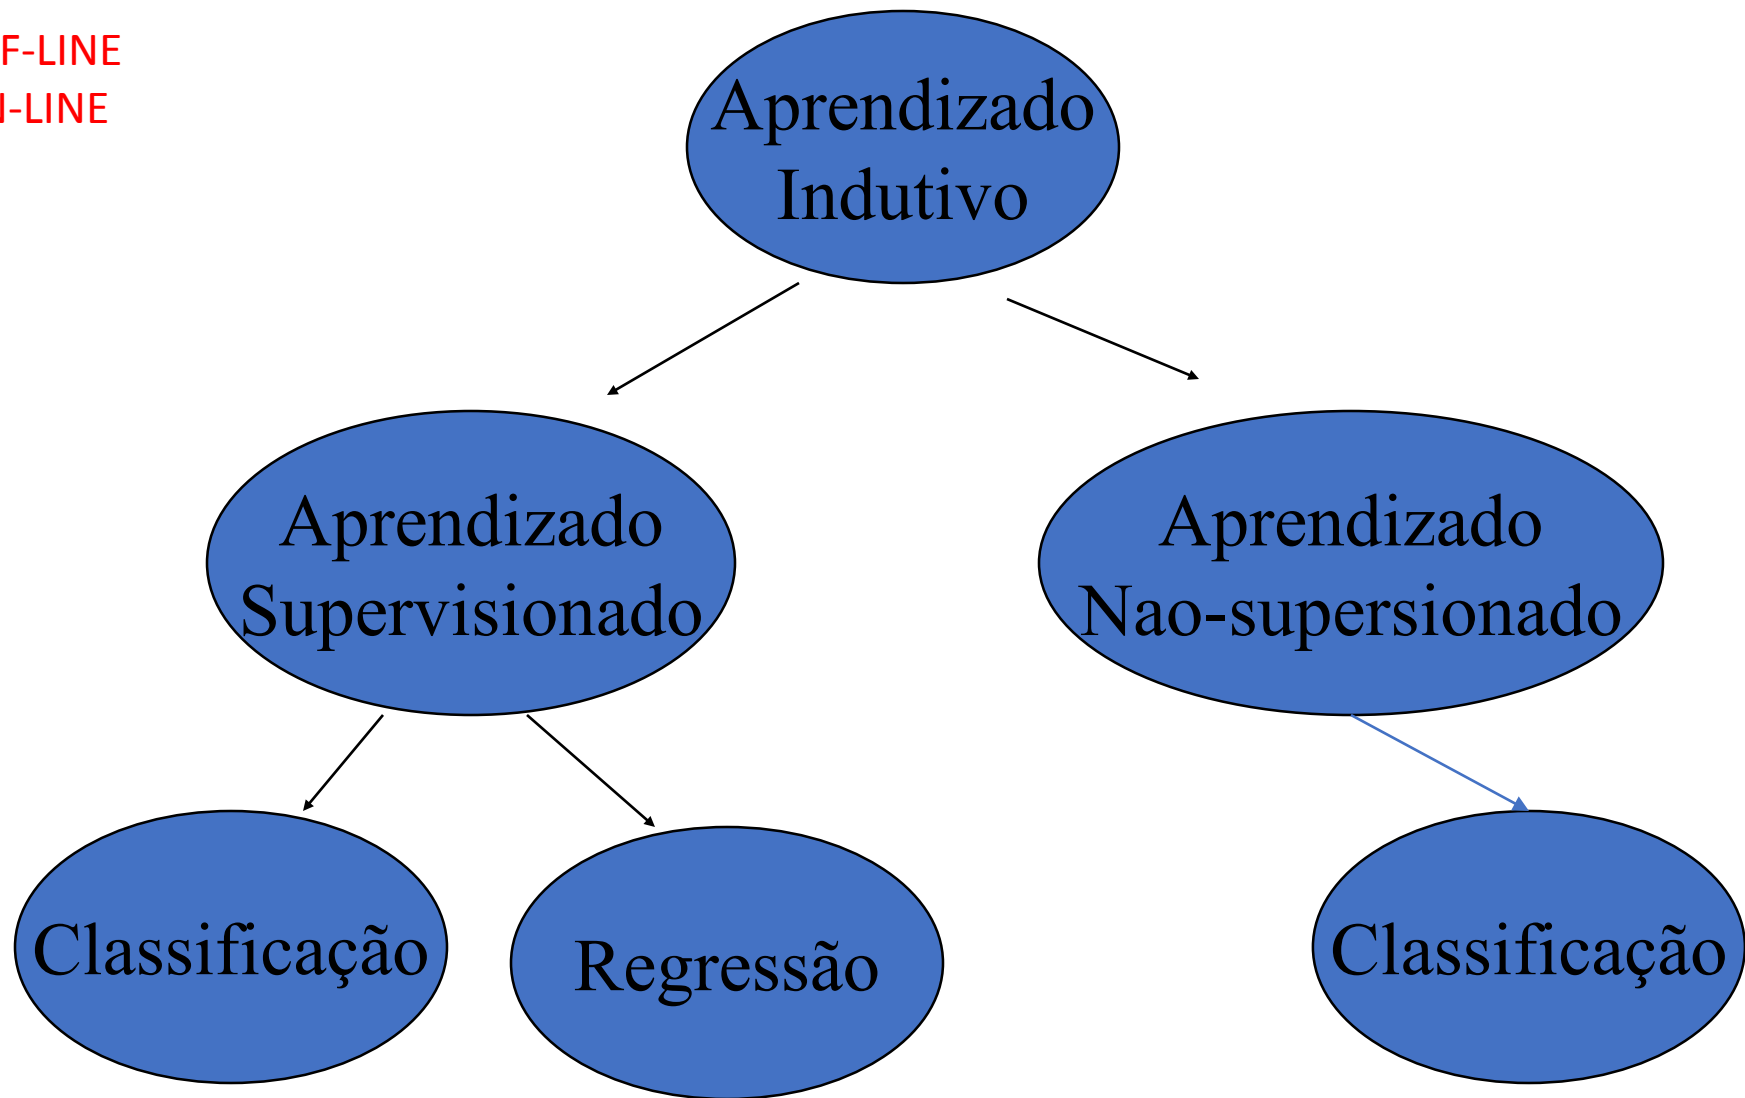 F-LINE
N-LINE
Aprendizado
Indutivo
Aprendizado
Supervisionado
Aprendizado
Nao-supersionado
Classificação
Regressão
Classificação